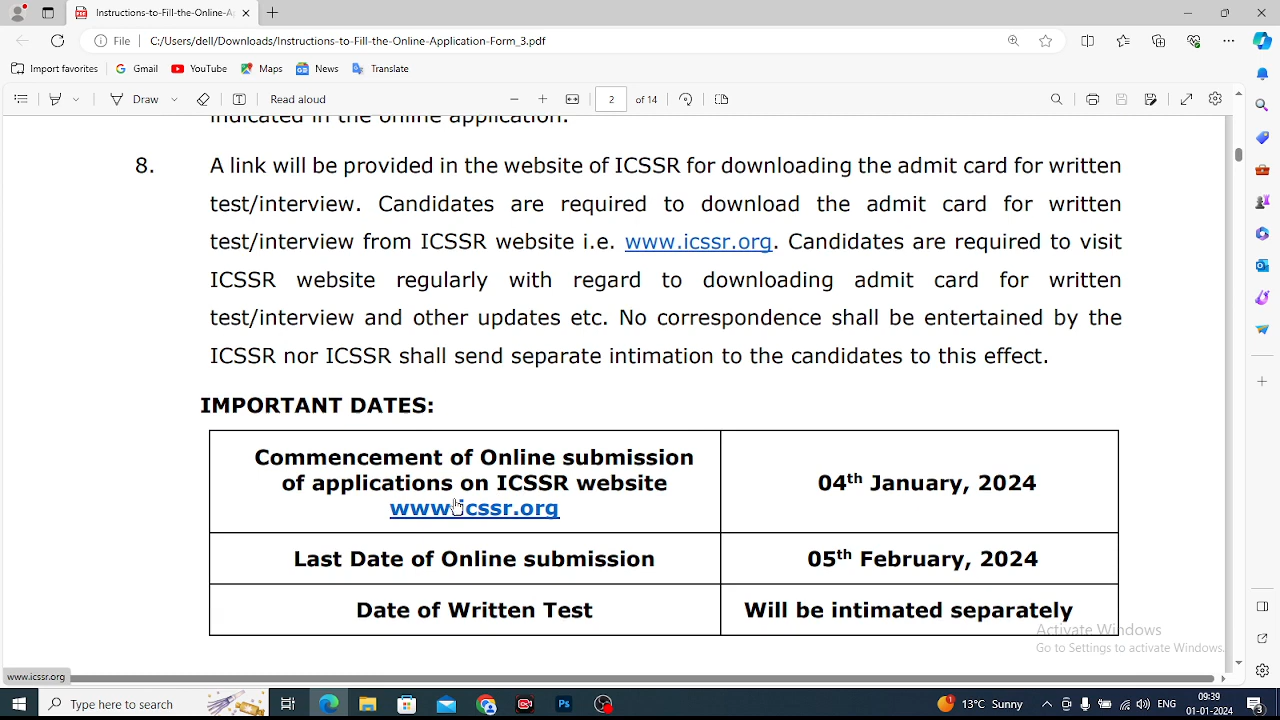 Instructions-to-Fill-the-Online-A
File C:/Users/dell/Downloads/Instructions-to-Fill-the-Online-Application-Form_3.pdf
Import favorites Gmail YouTube Maps News Translate
Draw Read aloud 2 of 14
indicated in the online application.
8. A link will be provided in the website of ICSSR for downloading the admit card for written
test/interview. Candidates are required to download the admit card for written
test/interview from ICSSR website i.e. www.icssr.org. Candidates are required to visit
ICSSR website regularly with regard to downloading admit card for written
test/interview and other updates etc. No correspondence shall be entertained by the
ICSSR nor ICSSR shall send separate intimation to the candidates to this effect.
IMPORTANT DATES:
Commencement of Online submission
of applications on ICSSR website
www.icssr.org
04th January, 2024
Last Date of Online submission 05th February, 2024
Date of Written Test Will be intimated separately
Activate Windows
Go to Settings to activate Windows.
www.icssr.org
Type here to search
13°C Sunny
ENG
09:39
01-01-2024
3